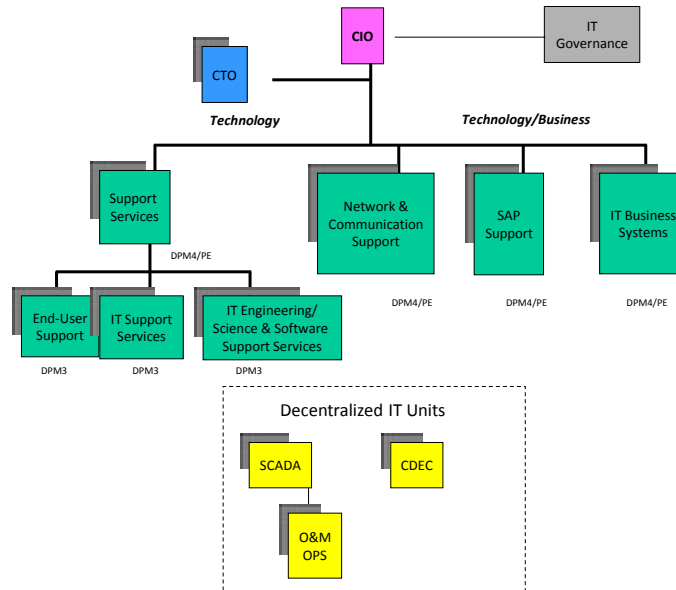 CIO
IT
Governance
CTO
Technology
Technology/Business
Support
Services
Network &
Communication
Support
SAP
Support
IT Business
Systems
DPM4/PE
DPM4/PE
DPM4/PE
DPM4/PE
End-User
Support
IT Support
Services
IT Engineering/
Science & Software
Support Services
DPM3
DPM3
DPM3
Decentralized IT Units
SCADA
CDEC
O&M
OPS